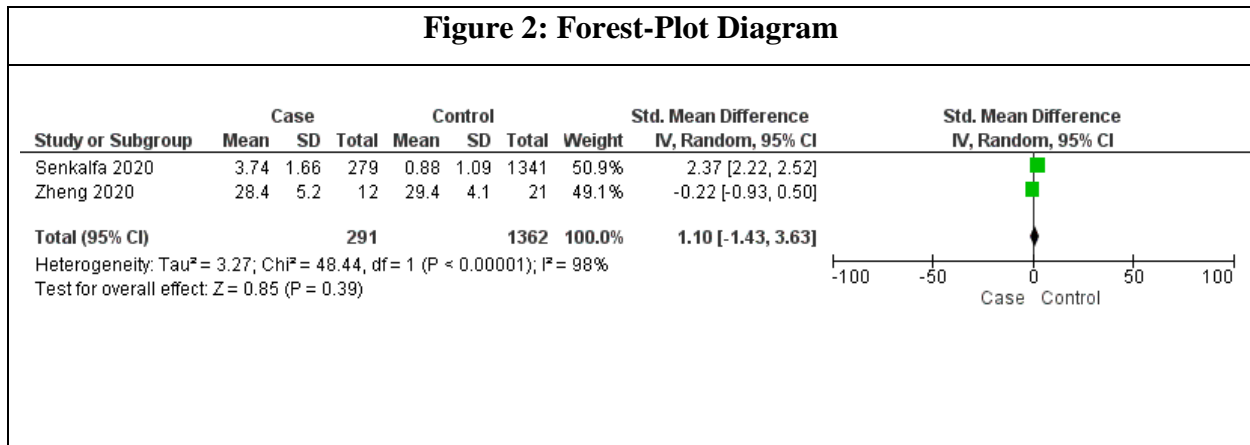 Figure 2: Forest-Plot Diagram
Case Control Std. Mean Difference Std. Mean Difference
Study or Subgroup Mean SD Total Mean SD Total Weight IV, Random, 95% CI IV, Random, 95% CI
Senkalfa 2020 3.74 1.66 279 0.88 1.09 1341 50.9% 2.37 [2.22, 2.52]
Zheng 2020 28.4 5.2 12 29.4 4.1 21 49.1% -0.22 [-0.93, 0.50]
Total (95% CI) 291 1362 100.0% 1.10 [-1.43, 3.63]
Heterogeneity: Tau² = 3.27; Chi² = 48.44, df = 1 (P < 0.00001); I² = 98%
Test for overall effect: Z = 0.85 (P = 0.39)
-100 -50 0 50 100
Case Control